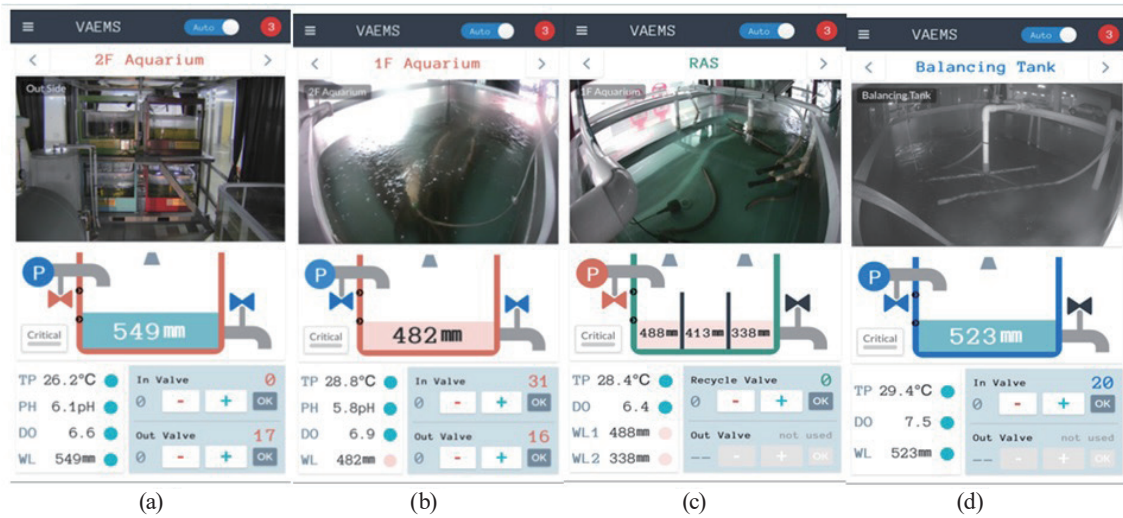 VAEMS Auto 3
< 2F Aquarium >
Out Side
P
549 mm
Critical
TP 26.2°C
PH 6.1pH
DO 6.6
WL 549mm
In Valve 0
0 - + OK
Out Valve 17
0 - + OK
(a)
VAEMS Auto 3
< 1F Aquarium >
2F Aquarium
P
482 mm
Critical
TP 28.8°C
PH 5.8pH
DO 6.9
WL 482mm
In Valve 31
0 - + OK
Out Valve 16
0 - + OK
(b)
VAEMS Auto 3
< RAS >
1F Aquarium
P
488mm 413mm 338mm
Critical
TP 28.4°C
DO 6.4
WL1 488mm
WL2 338mm
Recycle Valve 0
0 - + OK
Out Valve not used
-- - + OK
(c)
VAEMS Auto 3
< Balancing Tank >
Balancing Tank
P
523 mm
Critical
TP 29.4°C
DO 7.5
WL 523mm
In Valve 20
0 - + OK
Out Valve not used
-- - + OK
(d)